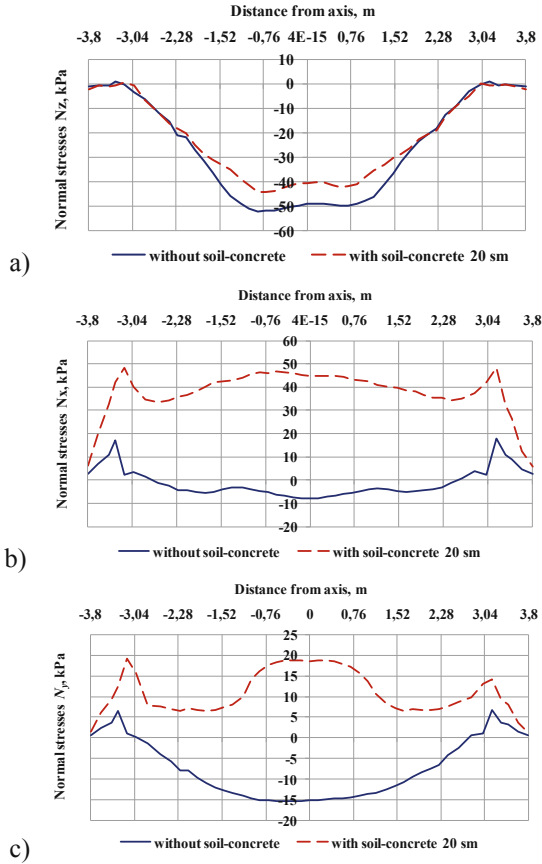 Distance from axis, m
-3,8 -3,04 -2,28 -1,52 -0,76 4E-15 0,76 1,52 2,28 3,04 3,8
10
0
-10
-20
-30
-40
-50
-60
Normal stresses Nz, kPa
without soil-concrete with soil-concrete 20 sm
a)
Distance from axis, m
-3,8 -3,04 -2,28 -1,52 -0,76 4E-15 0,76 1,52 2,28 3,04 3,8
60
50
40
30
20
10
0
-10
-20
Normal stresses Nx, kPa
without soil-concrete with soil-concrete 20 sm
b)
Distance from axis, m
-3,8 -3,04 -2,28 -1,52 -0,76 0 0,76 1,52 2,28 3,04 3,8
25
20
15
10
5
0
-5
-10
-15
-20
Normal stresses Ny, kPa
without soil-concrete with soil-concrete 20 sm
c)